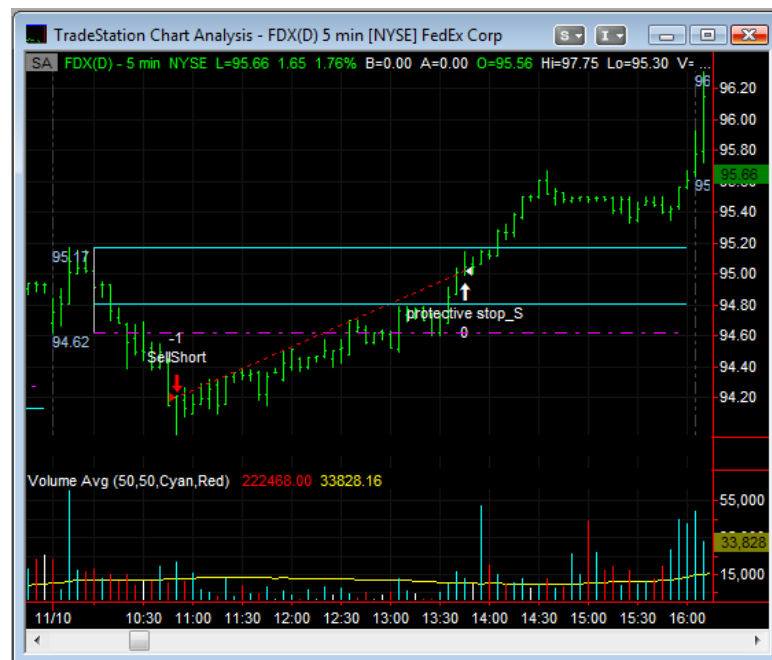 TradeStation Chart Analysis - FDX(D) 5 min [NYSE] FedEx Corp
S I
SA FDX(D) - 5 min NYSE L=95.66 1.65 1.76% B=0.00 A=0.00 O=95.56 Hi=97.75 Lo=95.30 V= ...
96
96.20
96.00
95.80
95.66
95
95.40
95.17
95.20
95.00
protective stop_S
0
94.80
94.62
-1
SellShort
94.60
94.40
94.20
Volume Avg (50,50,Cyan,Red) 222468.00 33828.16
55,000
33,828
15,000
11/10 10:30 11:00 11:30 12:00 12:30 13:00 13:30 14:00 14:30 15:00 15:30 16:00